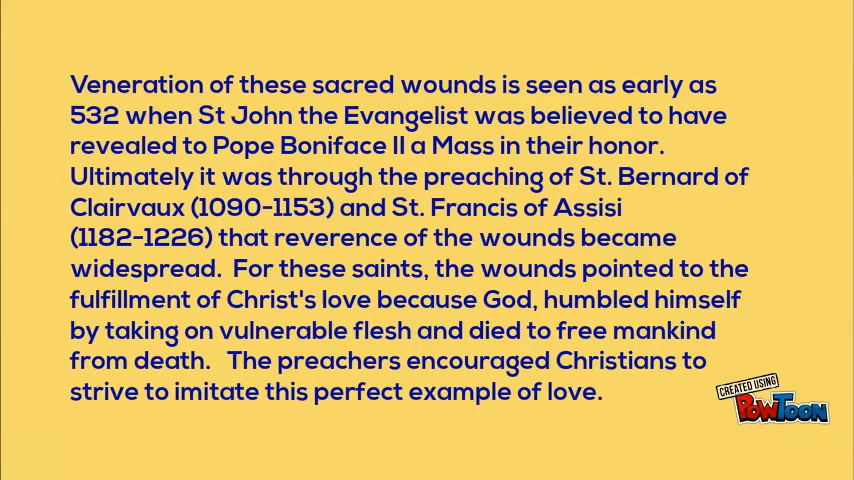 Veneration of these sacred wounds is seen as early as
532 when St John the Evangelist was believed to have
revealed to Pope Boniface II a Mass in their honor.
Ultimately it was through the preaching of St. Bernard of
Clairvaux (1090-1153) and St. Francis of Assisi
(1182-1226) that reverence of the wounds became
widespread.  For these saints, the wounds pointed to the
fulfillment of Christ's love because God, humbled himself
by taking on vulnerable flesh and died to free mankind
from death.   The preachers encouraged Christians to
strive to imitate this perfect example of love.
CREATED USING
POWTOON